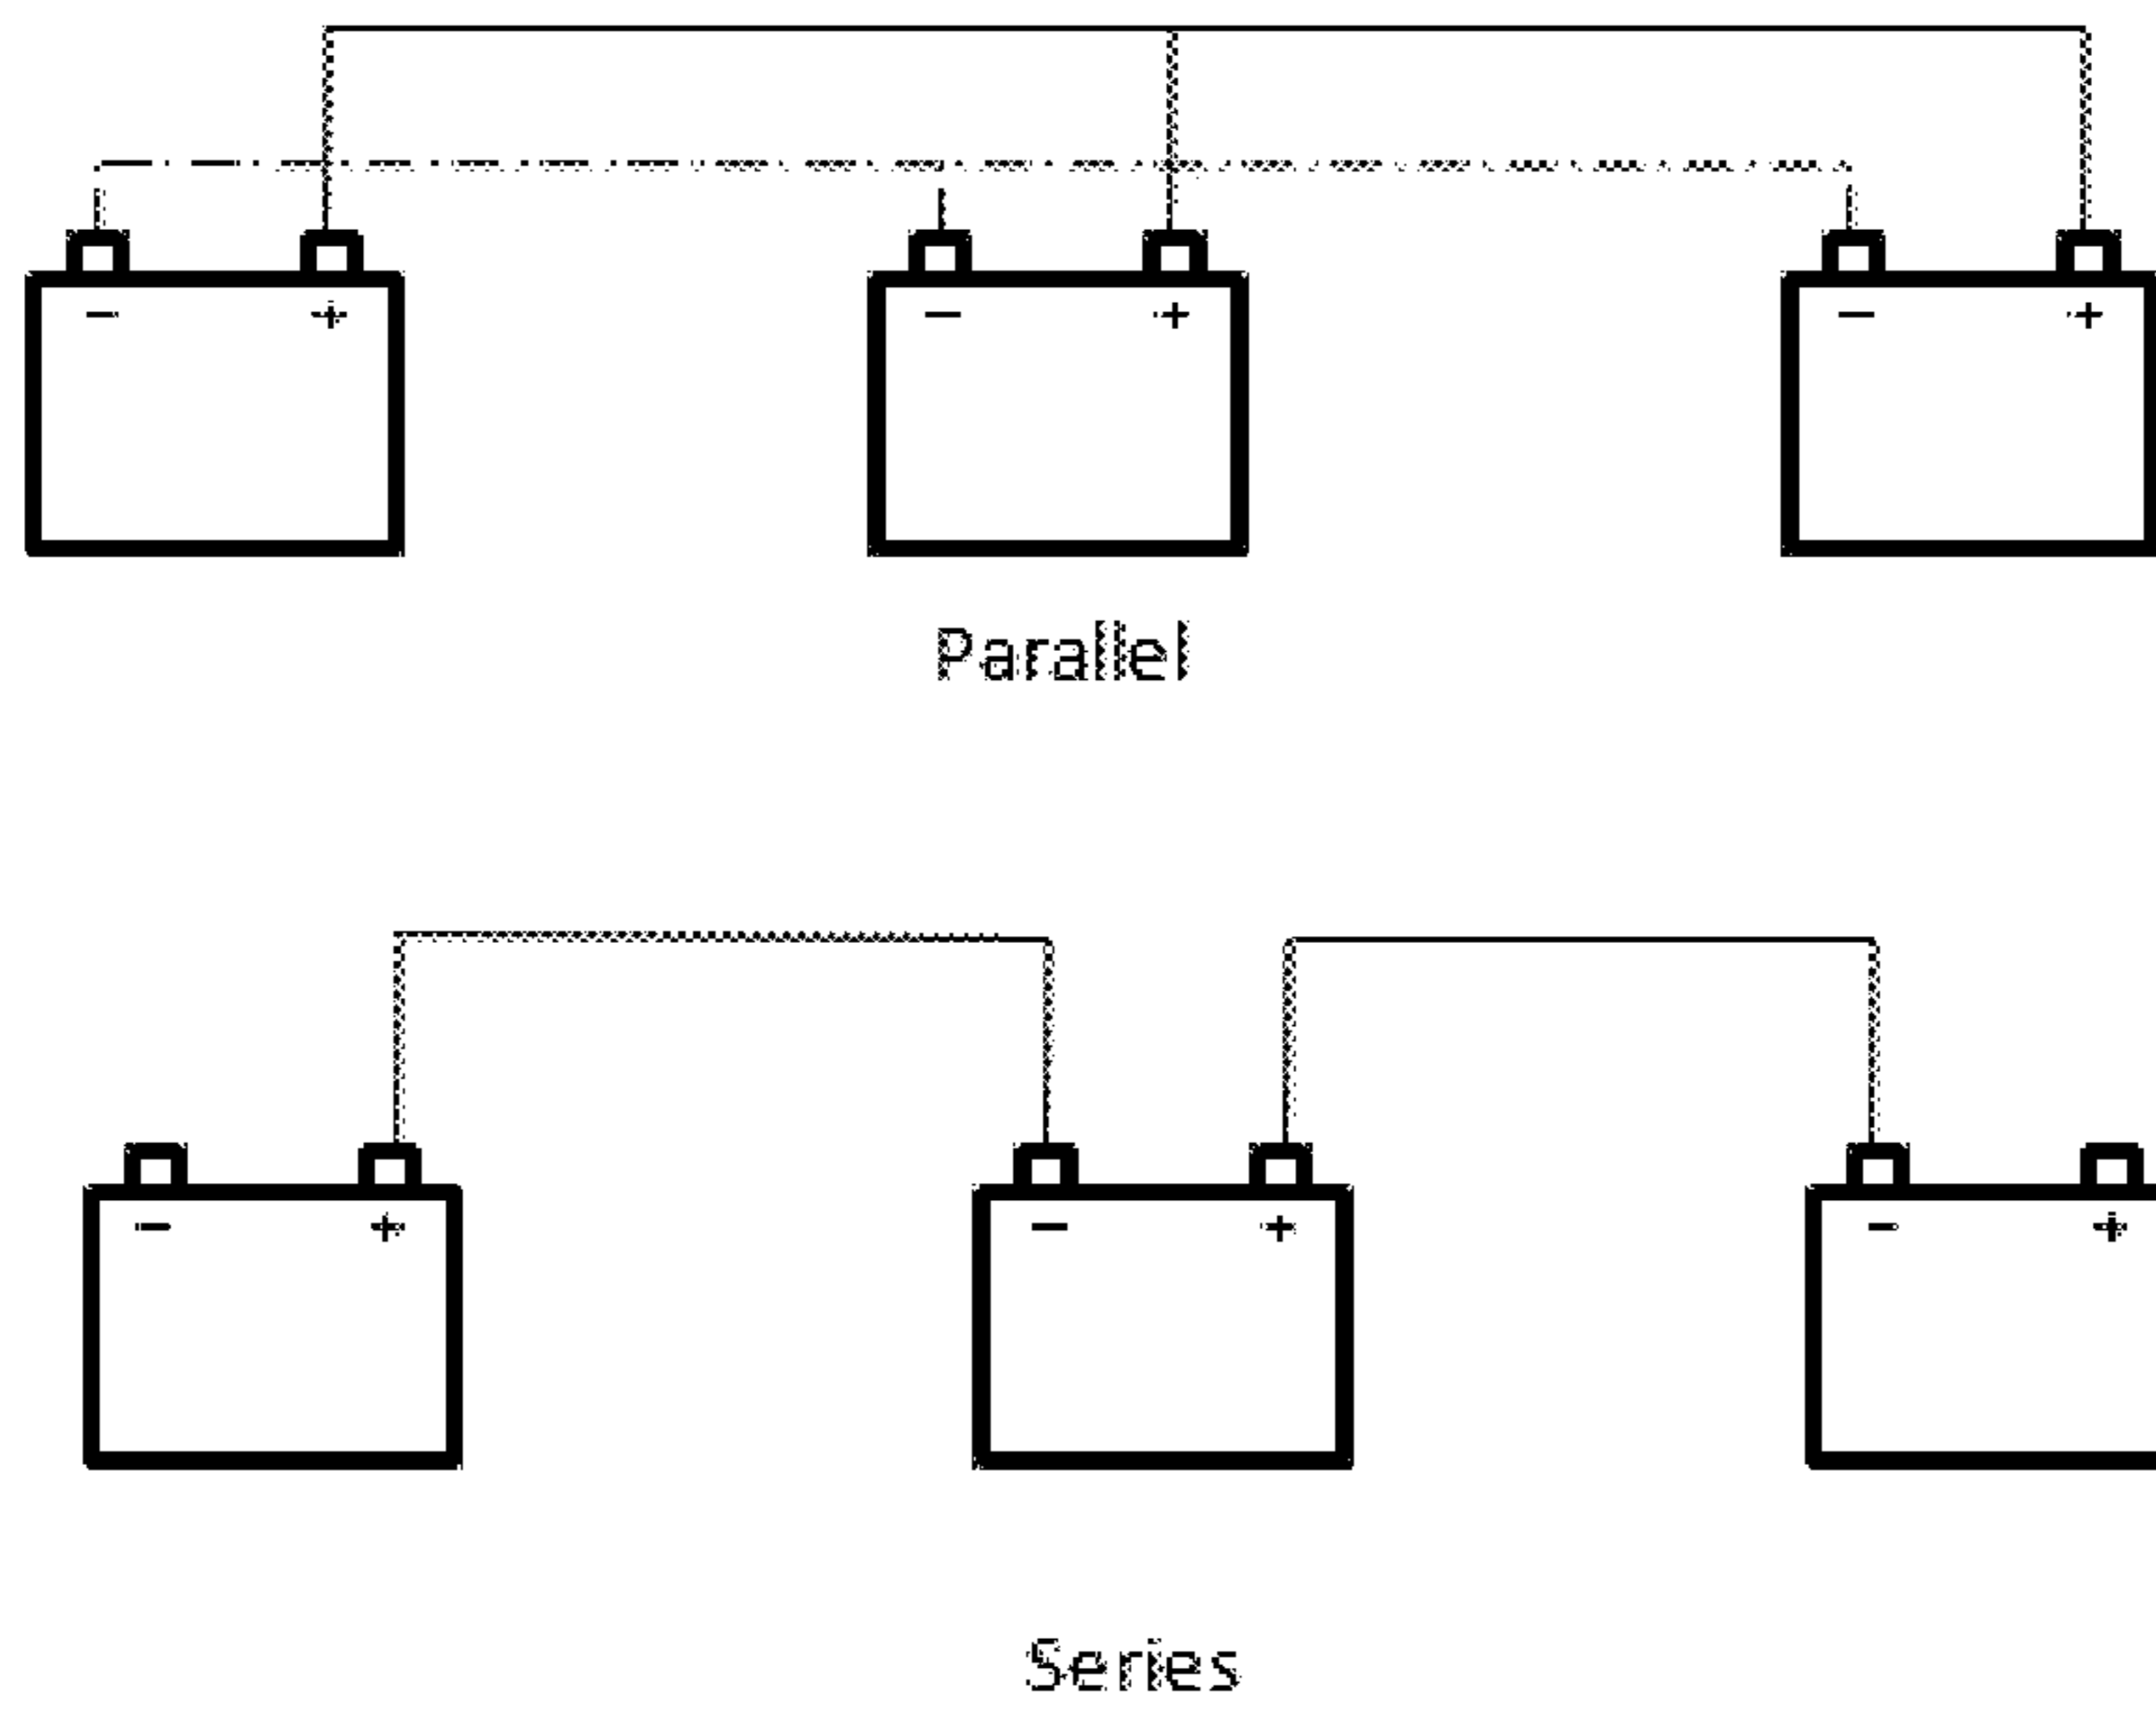 − + − + − +
Parallel
− + − + − +
Series